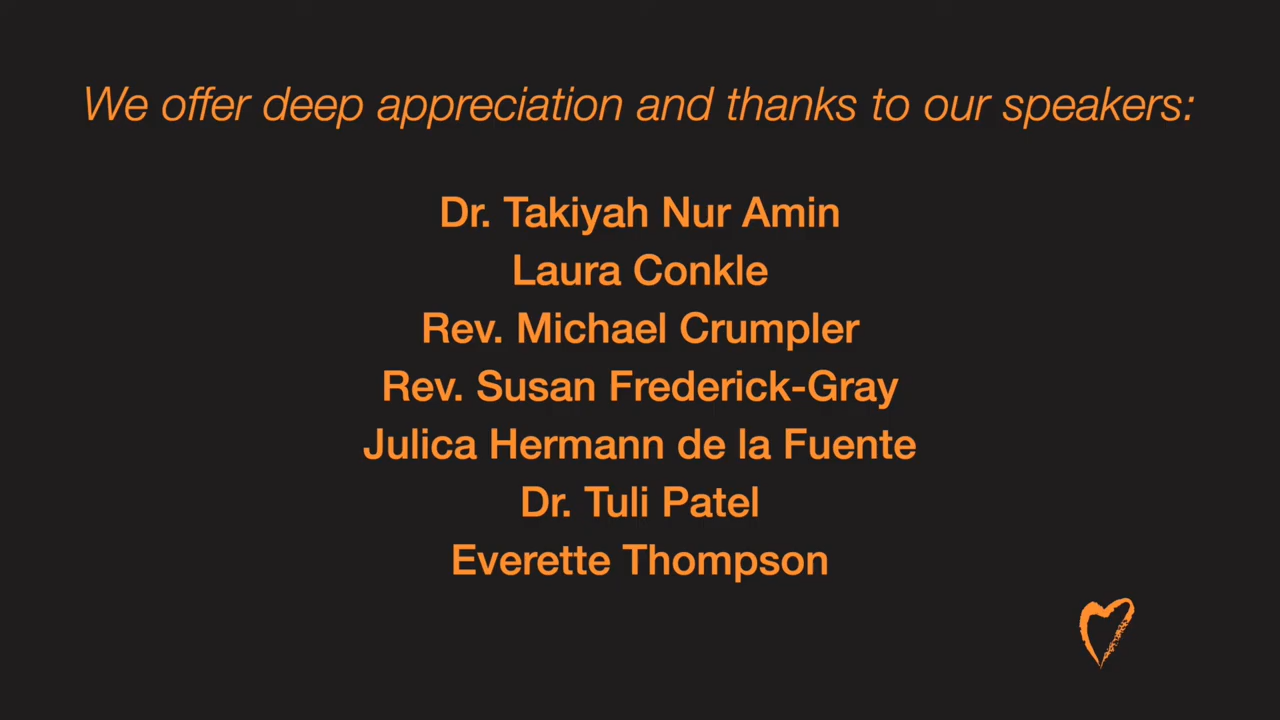 We offer deep appreciation and thanks to our speakers:
Dr. Takiyah Nur Amin
Laura Conkle
Rev. Michael Crumpler
Rev. Susan Frederick-Gray
Julica Hermann de la Fuente
Dr. Tuli Patel
Everette Thompson